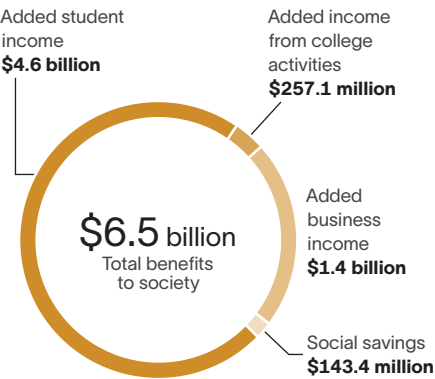 Added student
income
$4.6 billion
Added income
from college
activities
$257.1 million
$6.5 billion
Total benefits
to society
Added
business
income
$1.4 billion
Social savings
$143.4 million